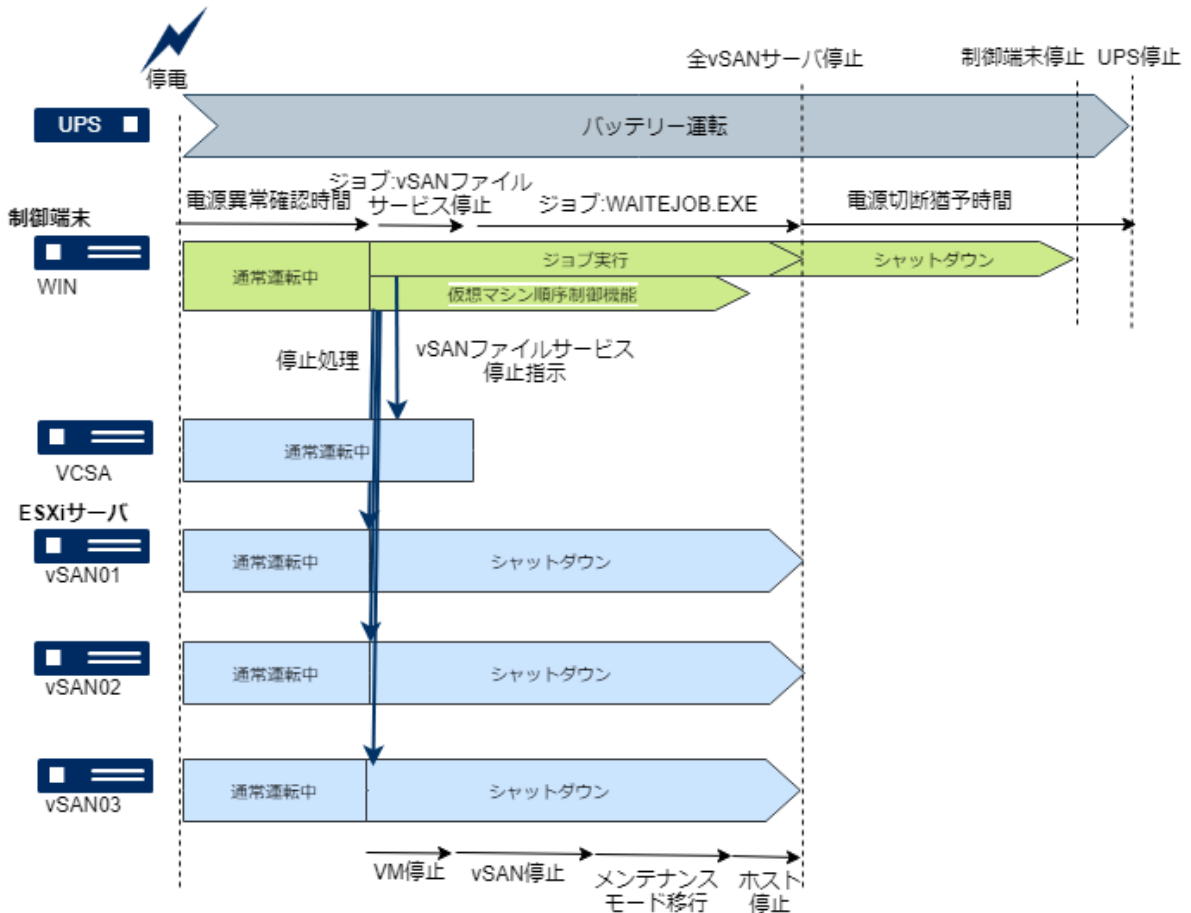 停電
全vSANサーバ停止
制御端末停止
UPS停止
UPS
バッテリー運転
電源異常確認時間
ジョブ:vSANファイル
サービス停止
ジョブ:WAITEJOB.EXE
電源切断猶予時間
制御端末
WIN
通常運転中
ジョブ実行
シャットダウン
仮想マシン順序制御機能
停止処理
vSANファイルサービス
停止指示
VCSA
通常運転中
ESXiサーバ
vSAN01
通常運転中
シャットダウン
vSAN02
通常運転中
シャットダウン
vSAN03
通常運転中
シャットダウン
VM停止
vSAN停止
メンテナンス
モード移行
ホスト
停止